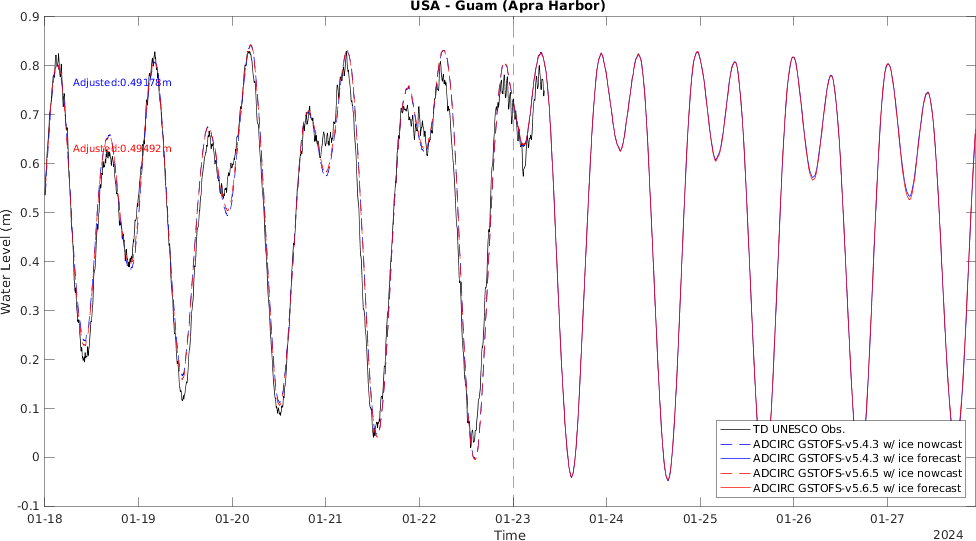 USA - Guam (Apra Harbor)
0.9
0.8
0.7
0.6
0.5
0.4
0.3
0.2
0.1
0
-0.1
Water Level (m)
Adjusted:0.49178m
Adjusted:0.49492m
TD UNESCO Obs.
ADCIRC GSTOFS-v5.4.3 w/ ice nowcast
ADCIRC GSTOFS-v5.4.3 w/ ice forecast
ADCIRC GSTOFS-v5.6.5 w/ ice nowcast
ADCIRC GSTOFS-v5.6.5 w/ ice forecast
01-18 01-19 01-20 01-21 01-22 01-23 01-24 01-25 01-26 01-27
Time
2024